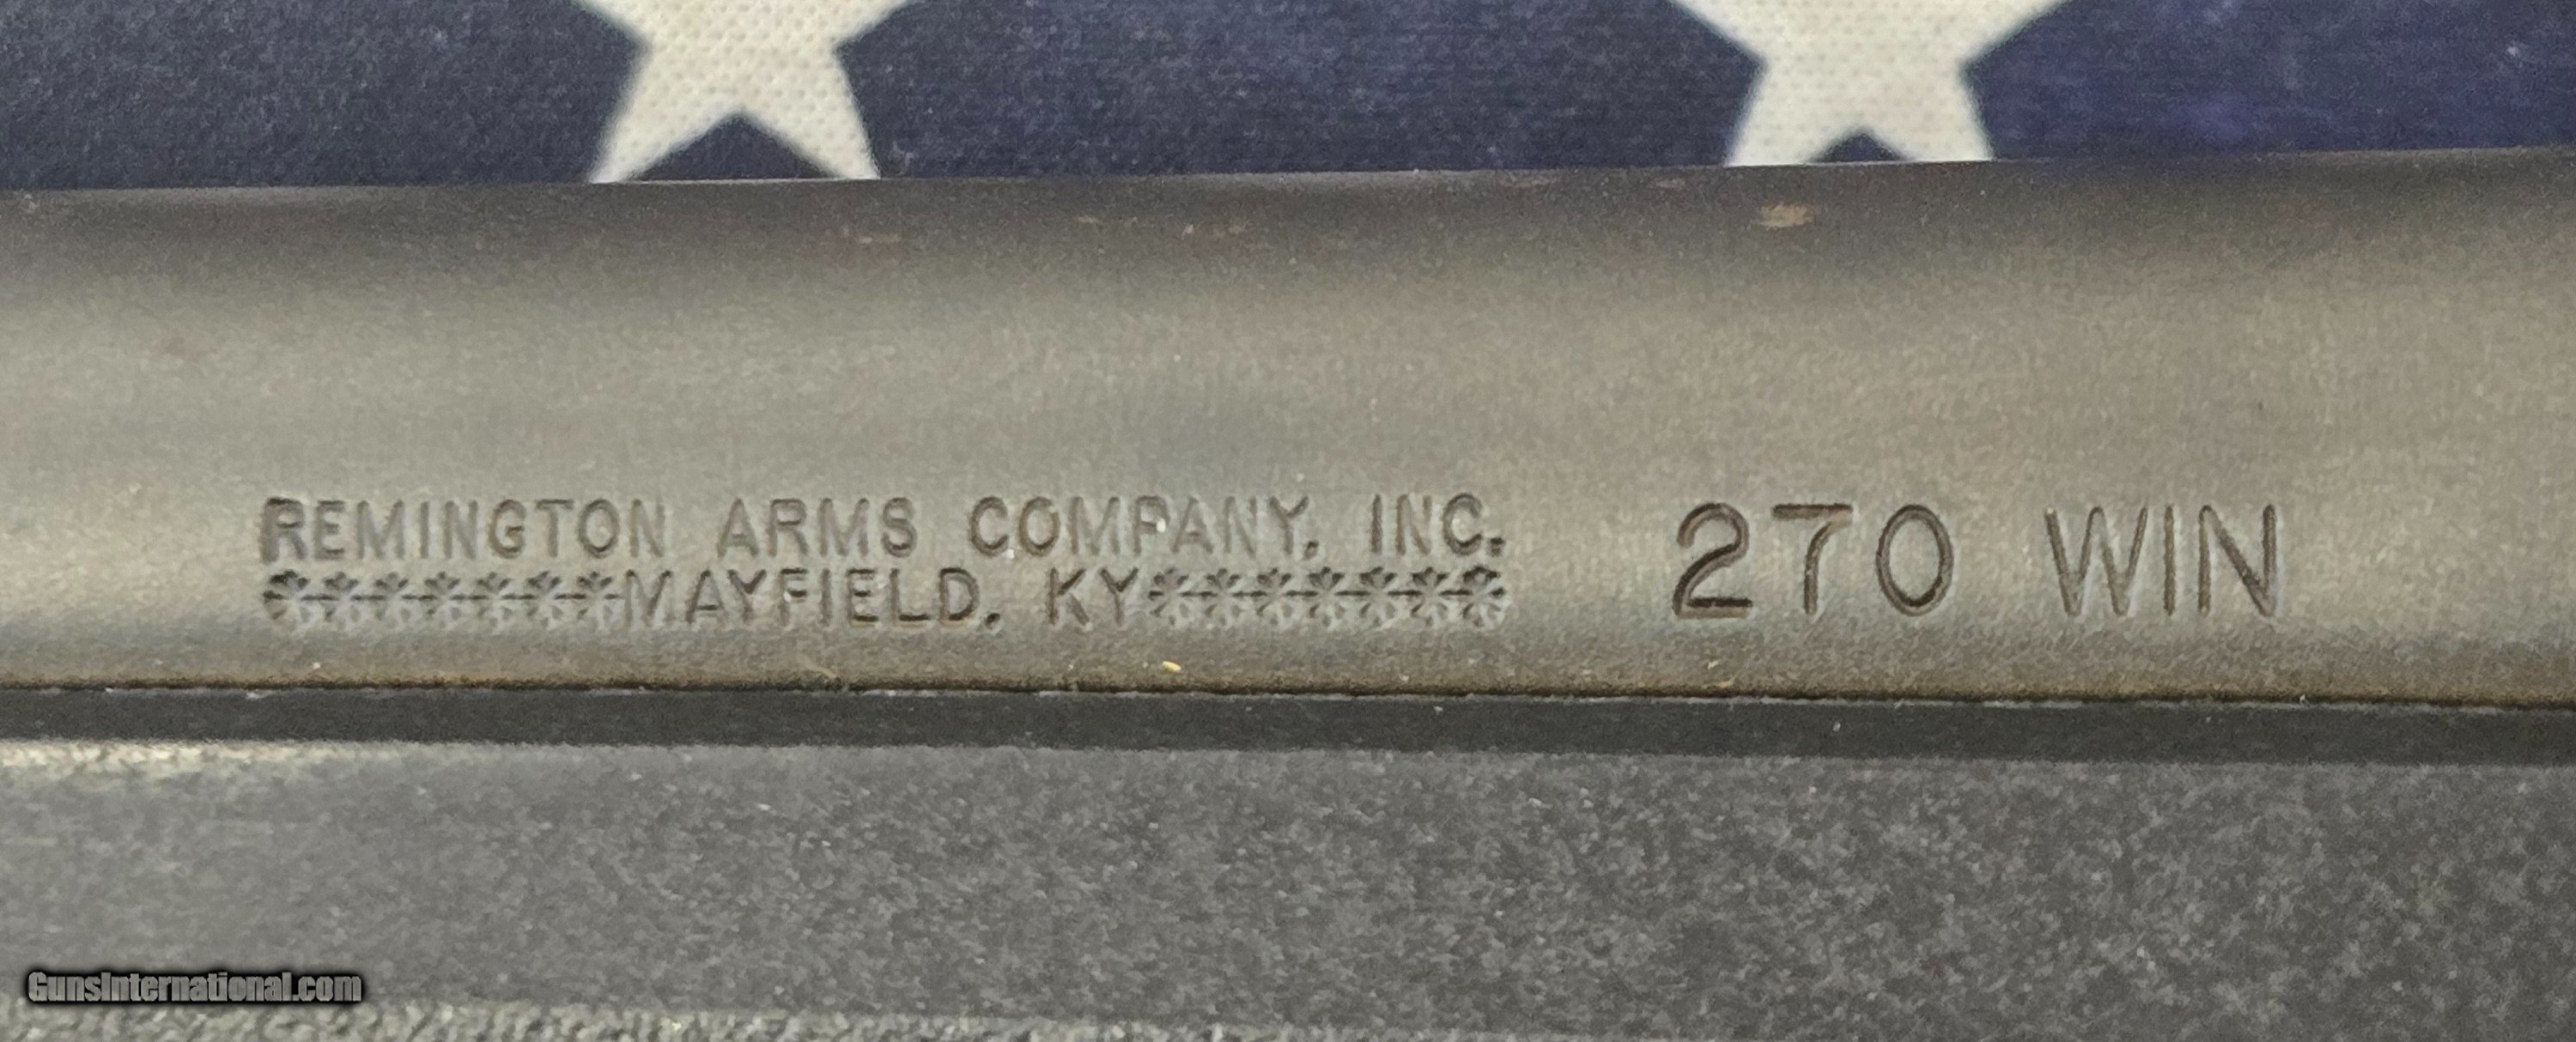 REMINGTON ARMS COMPANY, INC.
MAYFIELD, KY
270 WIN
GunsInternational.com